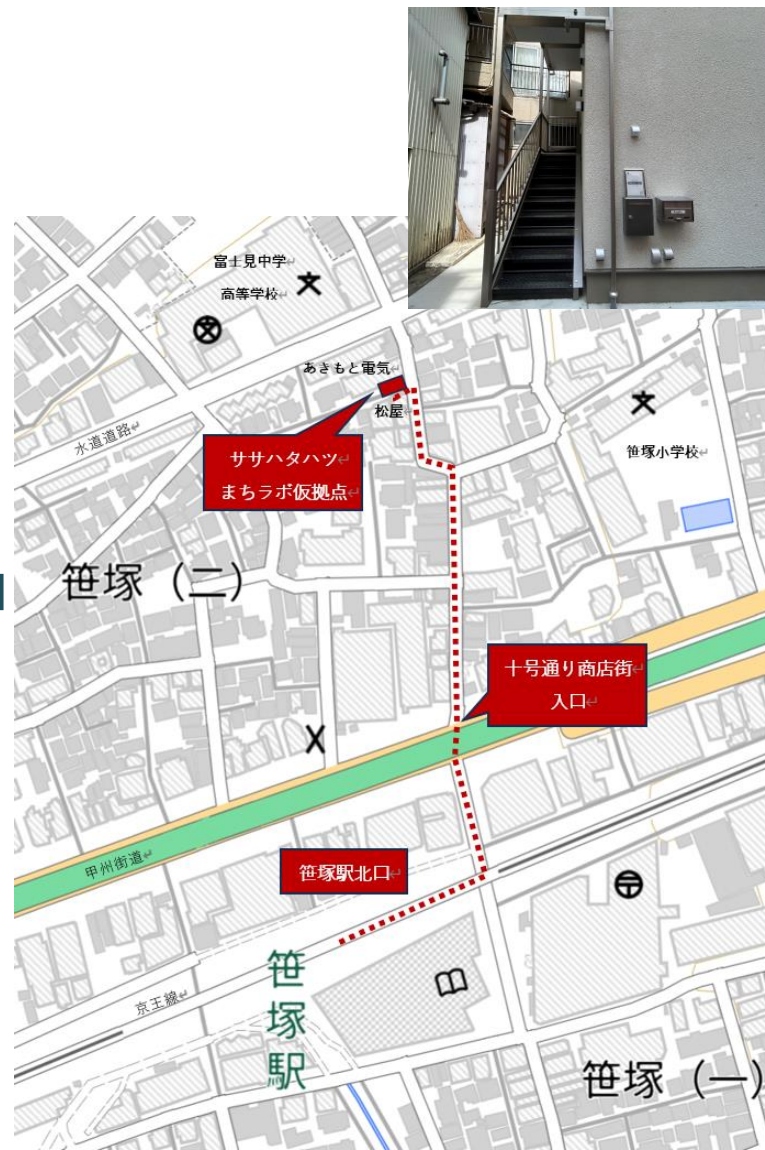 富士見中学↵
高等学校↵
あきもと電気↵
松屋↵
水道道路↵
ササハタハツ↵
まちラボ仮拠点↵
笹塚小学校↵
笹塚（二）
十号通り商店街↵
入口↵
甲州街道↵
笹塚駅北口↵
京王線↵
笹塚駅
笹塚（一）